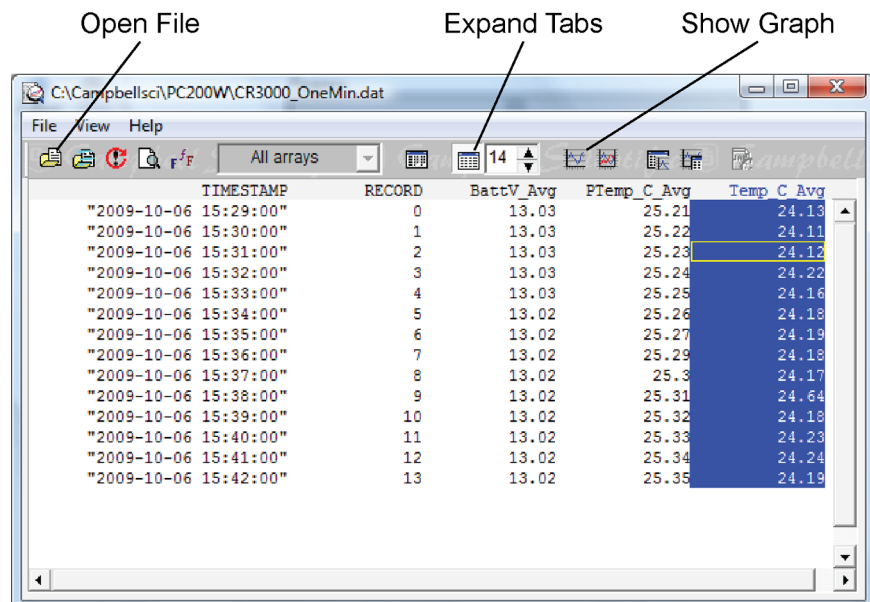 Open File Expand Tabs Show Graph
C:\Campbellsci\PC200W\CR3000_OneMin.dat
File View Help
All arrays 14
TIMESTAMP RECORD BattV_Avg PTemp_C_Avg Temp_C_Avg
"2009-10-06 15:29:00" 0 13.03 25.21 24.13
"2009-10-06 15:30:00" 1 13.03 25.22 24.11
"2009-10-06 15:31:00" 2 13.03 25.23 24.12
"2009-10-06 15:32:00" 3 13.03 25.24 24.22
"2009-10-06 15:33:00" 4 13.03 25.25 24.16
"2009-10-06 15:34:00" 5 13.02 25.26 24.18
"2009-10-06 15:35:00" 6 13.02 25.27 24.19
"2009-10-06 15:36:00" 7 13.02 25.29 24.18
"2009-10-06 15:37:00" 8 13.02 25.3 24.17
"2009-10-06 15:38:00" 9 13.02 25.31 24.64
"2009-10-06 15:39:00" 10 13.02 25.32 24.18
"2009-10-06 15:40:00" 11 13.02 25.33 24.23
"2009-10-06 15:41:00" 12 13.02 25.34 24.24
"2009-10-06 15:42:00" 13 13.02 25.35 24.19